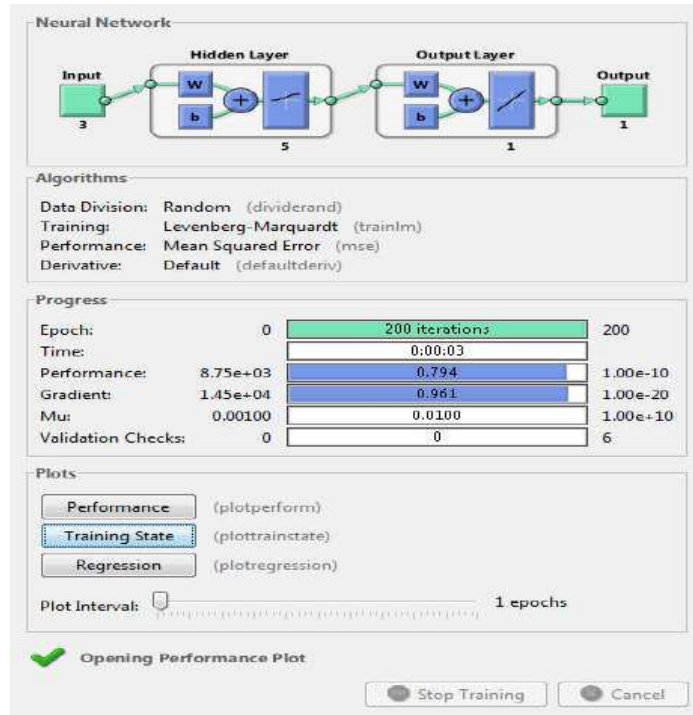 Neural Network
Hidden Layer Output Layer
Input Output
W W
b b
3 5 1 1
Algorithms
Data Division: Random (dividerand)
Training: Levenberg-Marquardt (trainlm)
Performance: Mean Squared Error (mse)
Derivative: Default (defaultderiv)
Progress
Epoch: 0 200 iterations 200
Time: 0:00:03
Performance: 8.75e+03 0.794 1.00e-10
Gradient: 1.45e+04 0.961 1.00e-20
Mu: 0.00100 0.0100 1.00e+10
Validation Checks: 0 0 6
Plots
Performance (plotperform)
Training State (plottrainstate)
Regression (plotregression)
Plot Interval: 1 epochs
Opening Performance Plot
Stop Training Cancel